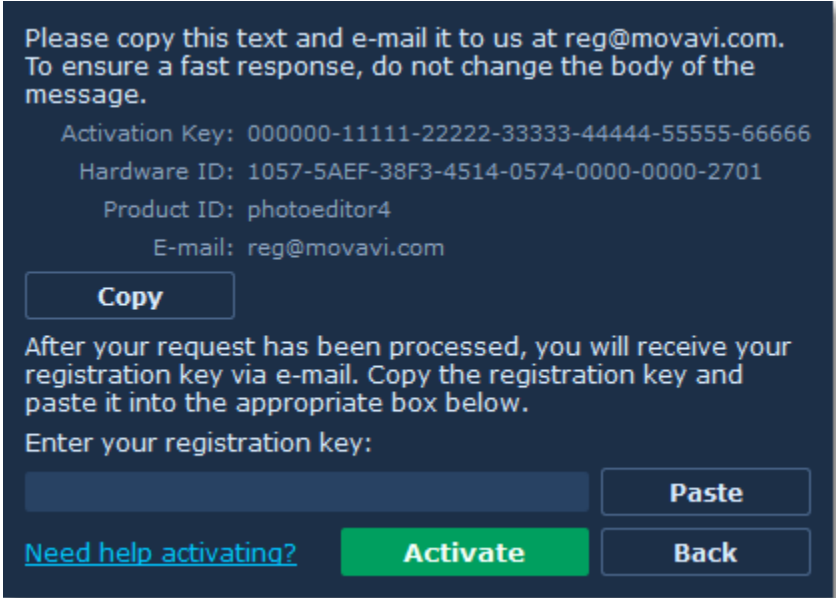 Please copy this text and e-mail it to us at reg@movavi.com.
To ensure a fast response, do not change the body of the
message.
Activation Key: 000000-11111-22222-33333-44444-55555-66666
Hardware ID: 1057-5AEF-38F3-4514-0574-0000-0000-2701
Product ID: photoeditor4
E-mail: reg@movavi.com
Copy
After your request has been processed, you will receive your
registration key via e-mail. Copy the registration key and
paste it into the appropriate box below.
Enter your registration key:
Paste
Need help activating? Activate Back